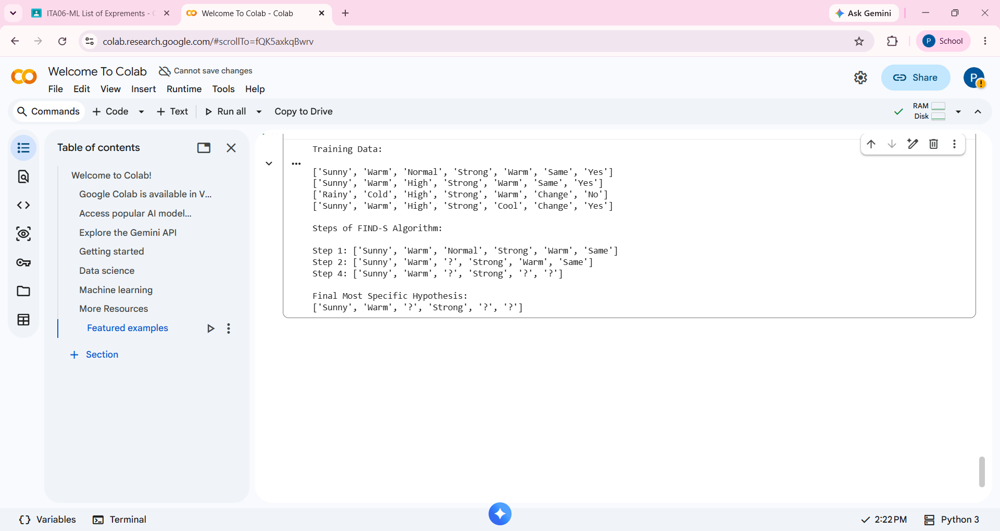 ITA06-ML List of Exprements -
Welcome To Colab - Colab
Ask Gemini
colab.research.google.com/#scrollTo=fQK5axkqBwrv
P School
Welcome To Colab
Cannot save changes
File Edit View Insert Runtime Tools Help
Share
P
Commands + Code + Text Run all Copy to Drive
RAM
Disk
Table of contents
Welcome to Colab!
Google Colab is available in V...
Access popular AI model...
Explore the Gemini API
Getting started
Data science
Machine learning
More Resources
Featured examples
+ Section
Training Data:
['Sunny', 'Warm', 'Normal', 'Strong', 'Warm', 'Same', 'Yes']
['Sunny', 'Warm', 'High', 'Strong', 'Warm', 'Same', 'Yes']
['Rainy', 'Cold', 'High', 'Strong', 'Warm', 'Change', 'No']
['Sunny', 'Warm', 'High', 'Strong', 'Cool', 'Change', 'Yes']
Steps of FIND-S Algorithm:
Step 1: ['Sunny', 'Warm', 'Normal', 'Strong', 'Warm', 'Same']
Step 2: ['Sunny', 'Warm', '?', 'Strong', 'Warm', 'Same']
Step 4: ['Sunny', 'Warm', '?', 'Strong', '?', '?']
Final Most Specific Hypothesis:
['Sunny', 'Warm', '?', 'Strong', '?', '?']
Variables
Terminal
2:22 PM
Python 3